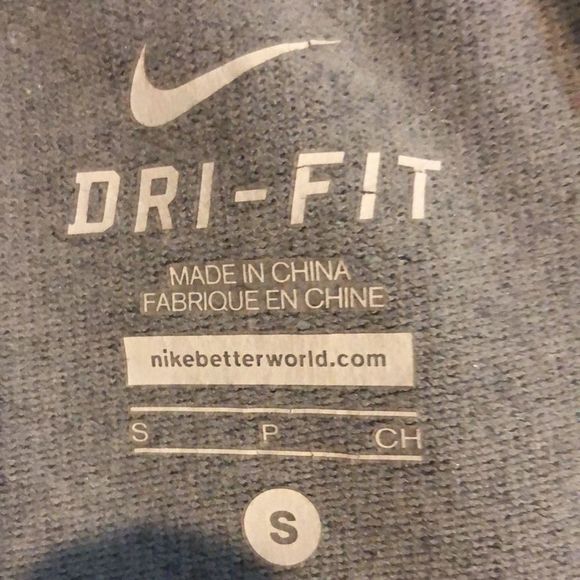 DRI-FIT
MADE IN CHINA
FABRIQUE EN CHINE
nikebetterworld.com
S P CH
S